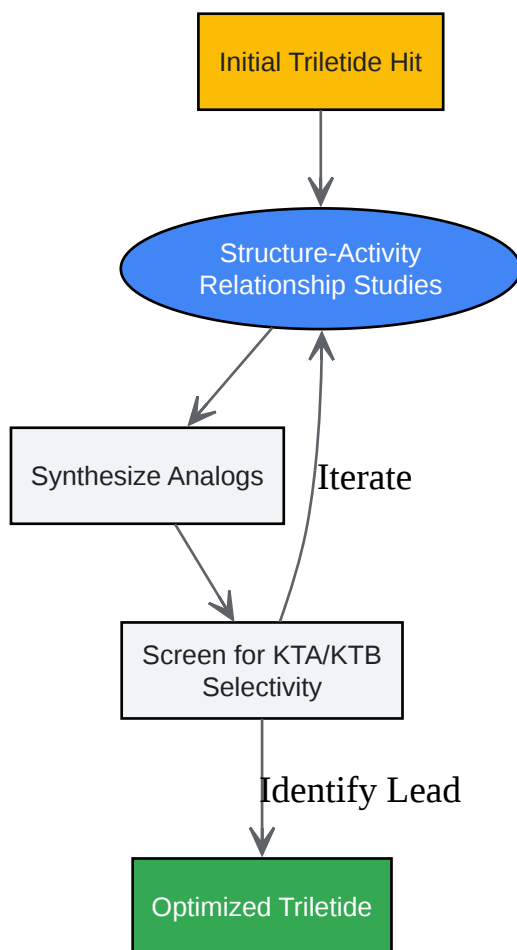 Initial Triletide Hit
Structure-Activity
Relationship Studies
Synthesize Analogs
Iterate
Screen for KTA/KTB
Selectivity
Identify Lead
Optimized Triletide